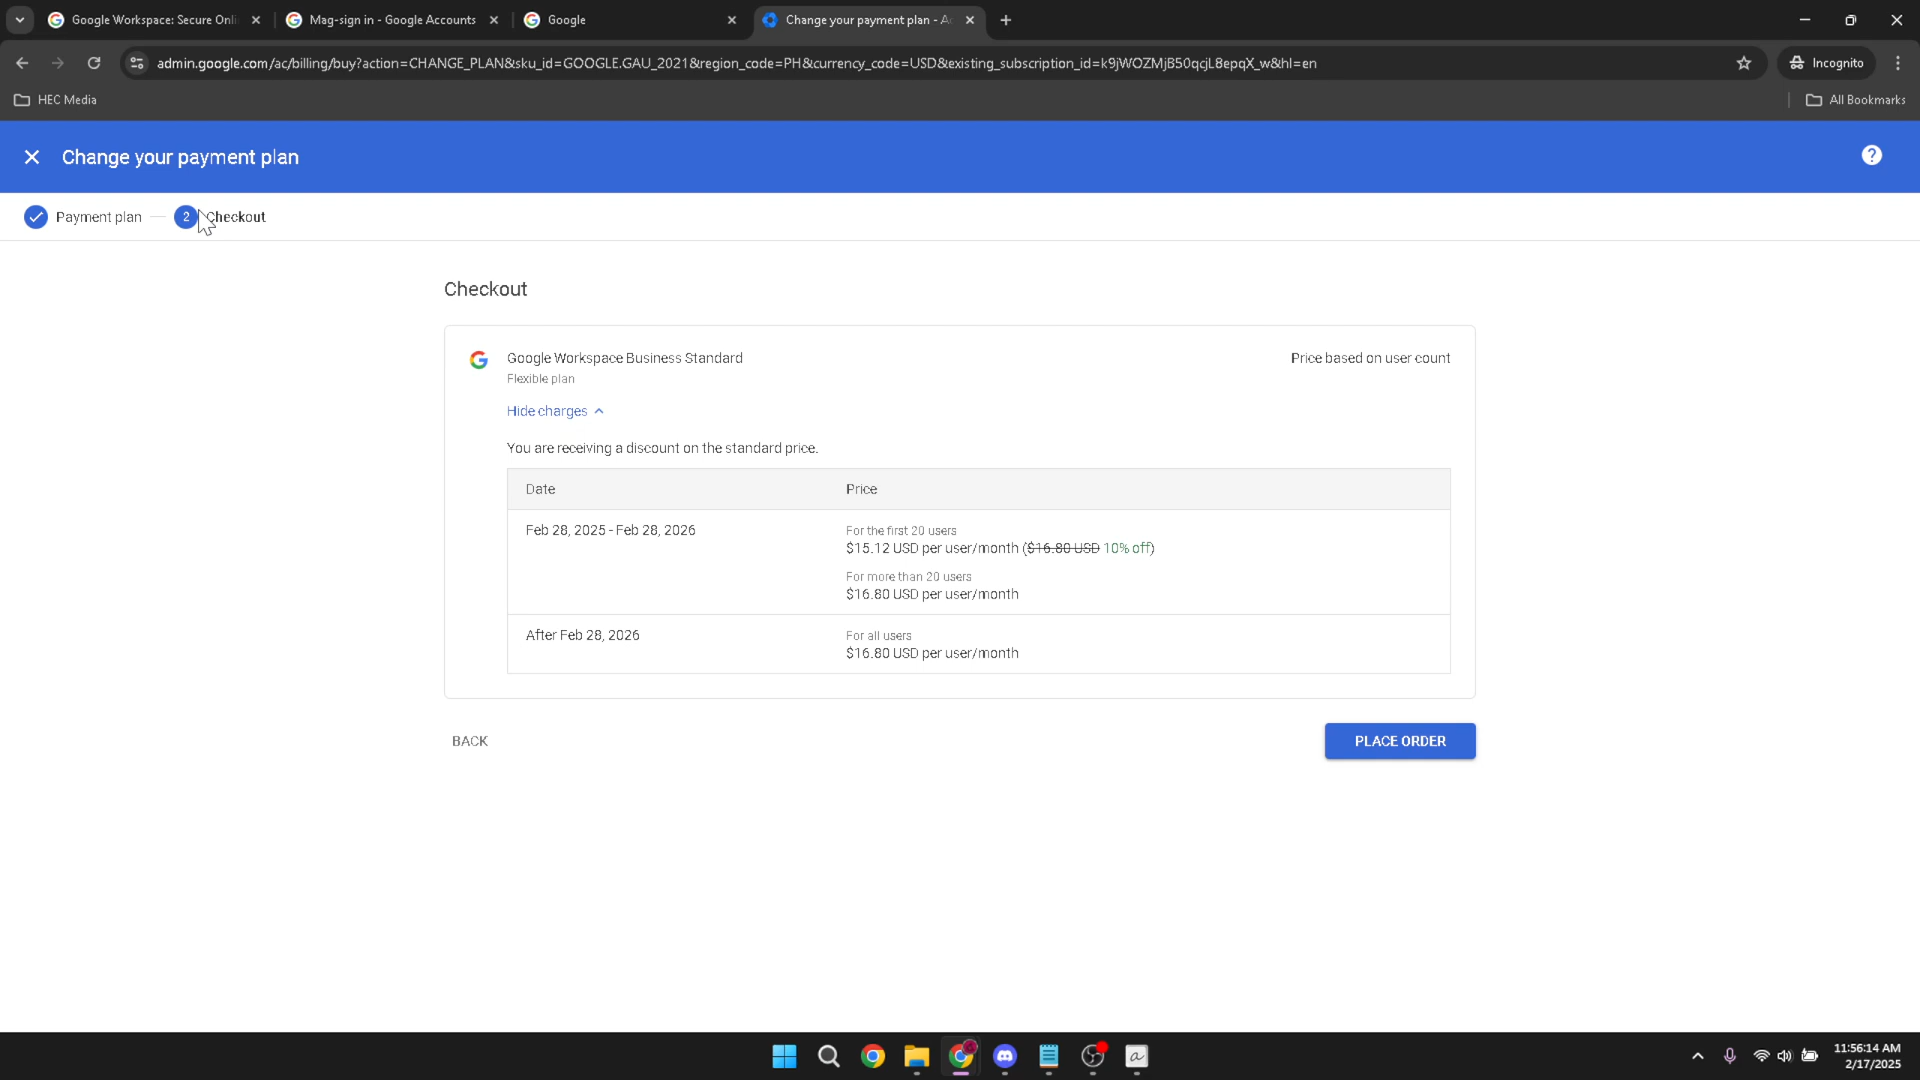 Google Workspace: Secure Onli
Mag-sign in - Google Accounts
Google
Change your payment plan - A
admin.google.com/ac/billing/buy?action=CHANGE_PLAN&sku_id=GOOGLE.GAU_2021&region_code=PH&currency_code=USD&existing_subscription_id=k9jWOZMjB50qcjL8epqX_w&hl=en
Incognito
HEC Media
All Bookmarks
Change your payment plan
Payment plan
2 Checkout
Checkout
Google Workspace Business Standard
Price based on user count
Flexible plan
Hide charges
You are receiving a discount on the standard price.
Date
Price
Feb 28, 2025 - Feb 28, 2026
For the first 20 users
$15.12 USD per user/month ($16.80 USD 10% off)
For more than 20 users
$16.80 USD per user/month
After Feb 28, 2026
For all users
$16.80 USD per user/month
BACK
PLACE ORDER
11:56:14 AM
2/17/2025